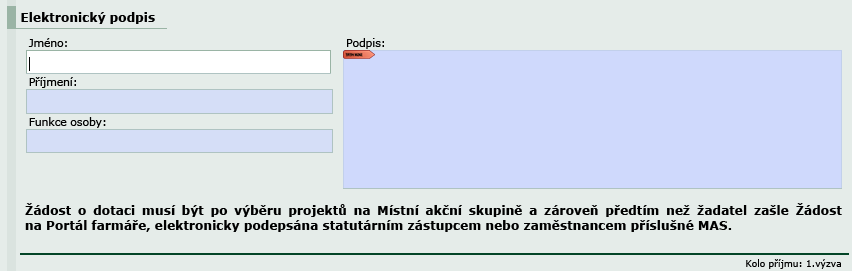 Elektronický podpis
Jméno:
Podpis:
Příjmení:
Funkce osoby:
Žádost o dotaci musí být po výběru projektů na Místní akční skupině a zároveň předtím než žadatel zašle Žádost
na Portál farmáře, elektronicky podepsána statutárním zástupcem nebo zaměstnancem příslušné MAS.
Kolo příjmu: 1.výzva